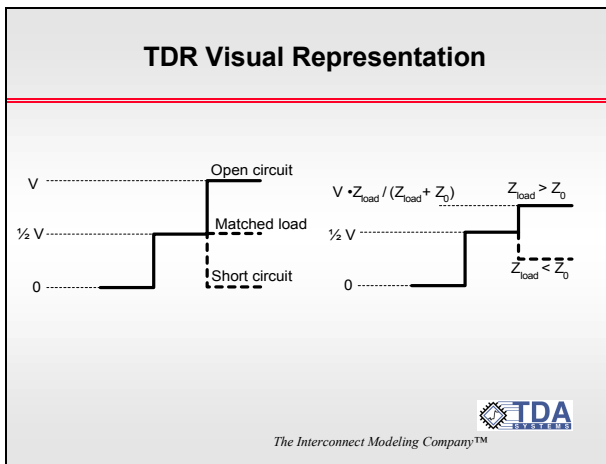 TDR Visual Representation
V
Open circuit
½ V
Matched load
0
Short circuit
V •Zload / (Zload + Z0)
Zload > Z0
½ V
Zload < Z0
0
TDA
SYSTEMS
The Interconnect Modeling Company™